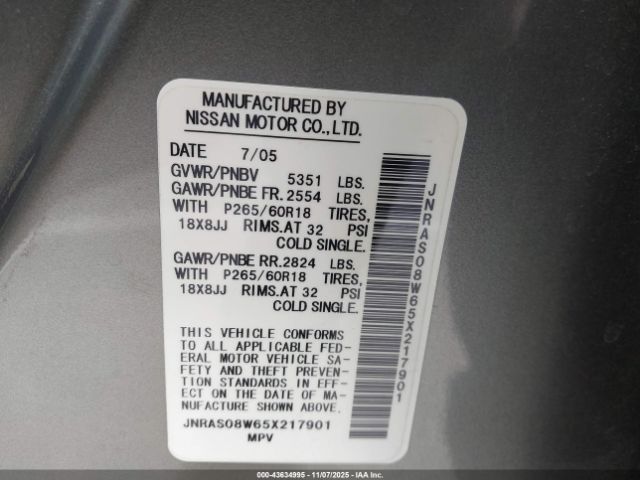 MANUFACTURED BY
NISSAN MOTOR CO., LTD.
DATE 7/05
GVWR/PNBV 5351 LBS.
GAWR/PNBE FR. 2554 LBS.
WITH P265/60R18 TIRES,
18X8JJ RIMS. AT 32 PSI
COLD SINGLE.
GAWR/PNBE RR. 2824 LBS.
WITH P265/60R18 TIRES,
18X8JJ RIMS. AT 32 PSI
COLD SINGLE.
THIS VEHICLE CONFORMS
TO ALL APPLICABLE FED-
ERAL MOTOR VEHICLE SA-
FETY AND THEFT PREVEN-
TION STANDARDS IN EFF-
ECT ON THE DATE OF MAN-
UFACTURE SHOWN ABOVE.
JNRAS08W65X217901
MPV
JNRAS08W65X217901
000-43634995 - 11/07/2025 - © IAA Inc.